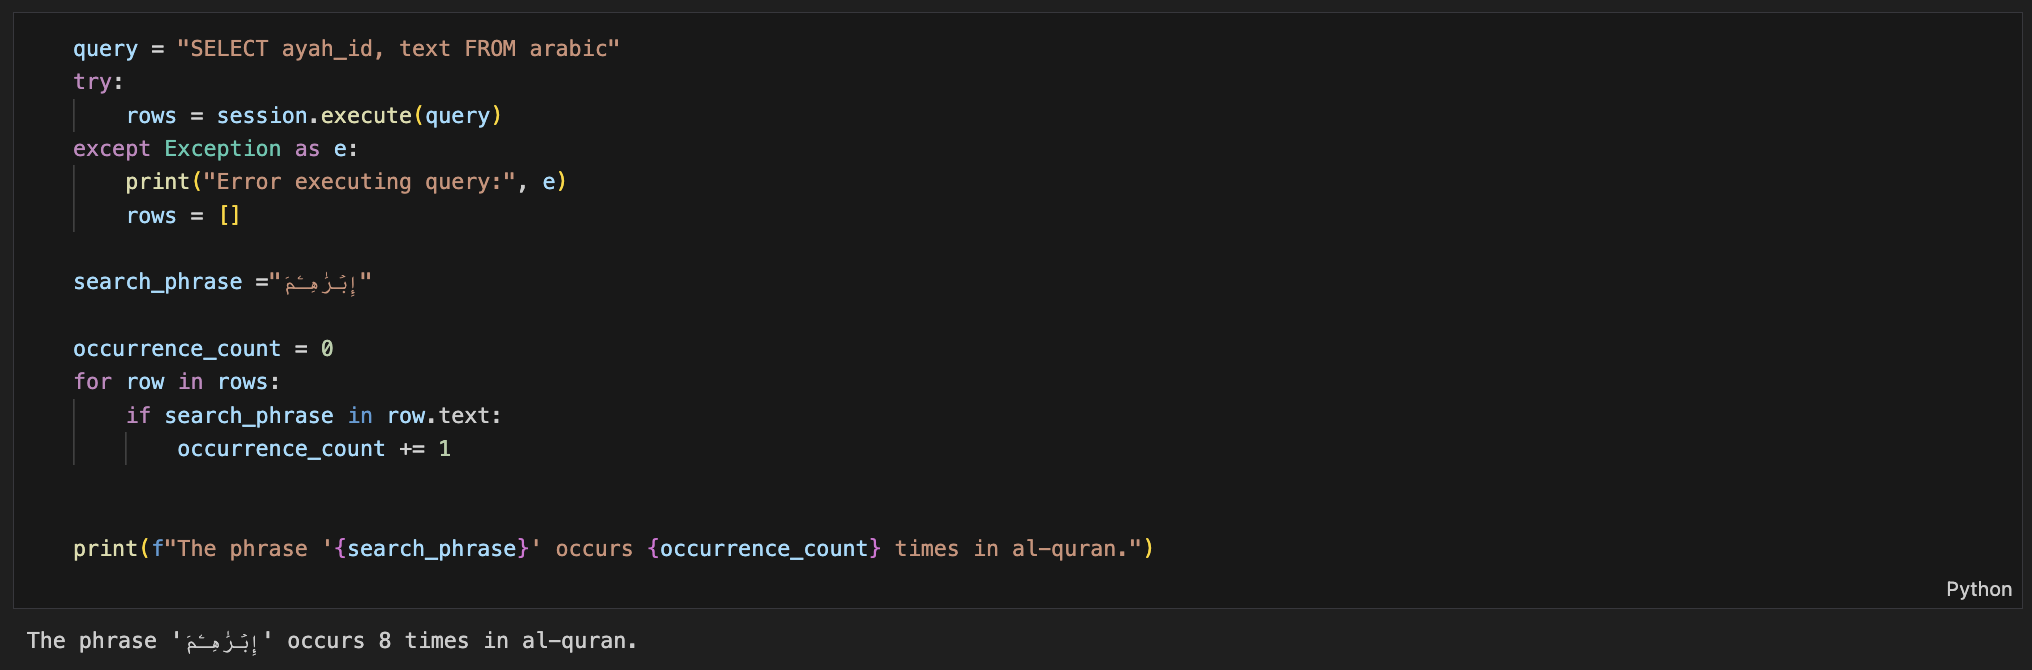 query = "SELECT ayah_id, text FROM arabic"
try:
    rows = session.execute(query)
except Exception as e:
    print("Error executing query:", e)
    rows = []
search_phrase ="إِبۡرَٰهِـۧمَ"
occurrence_count = 0
for row in rows:
    if search_phrase in row.text:
        occurrence_count += 1
print(f"The phrase '{search_phrase}' occurs {occurrence_count} times in al-quran.")
Python
The phrase 'إِبۡرَٰهِـۧمَ' occurs 8 times in al-quran.